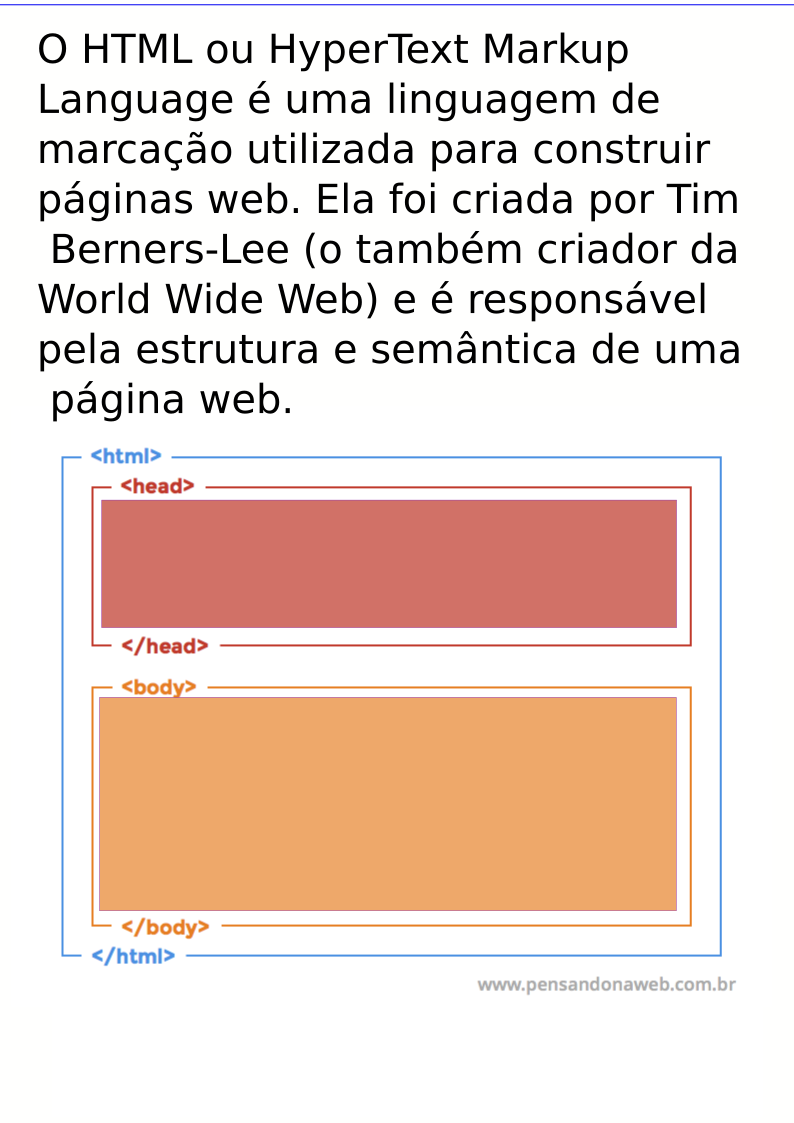 O HTML ou HyperText Markup
Language é uma linguagem de
marcação utilizada para construir
páginas web. Ela foi criada por Tim
Berners-Lee (o também criador da
World Wide Web) e é responsável
pela estrutura e semântica de uma
página web.
<html>
<head>
</head>
<body>
</body>
</html>
www.pensandonaweb.com.br